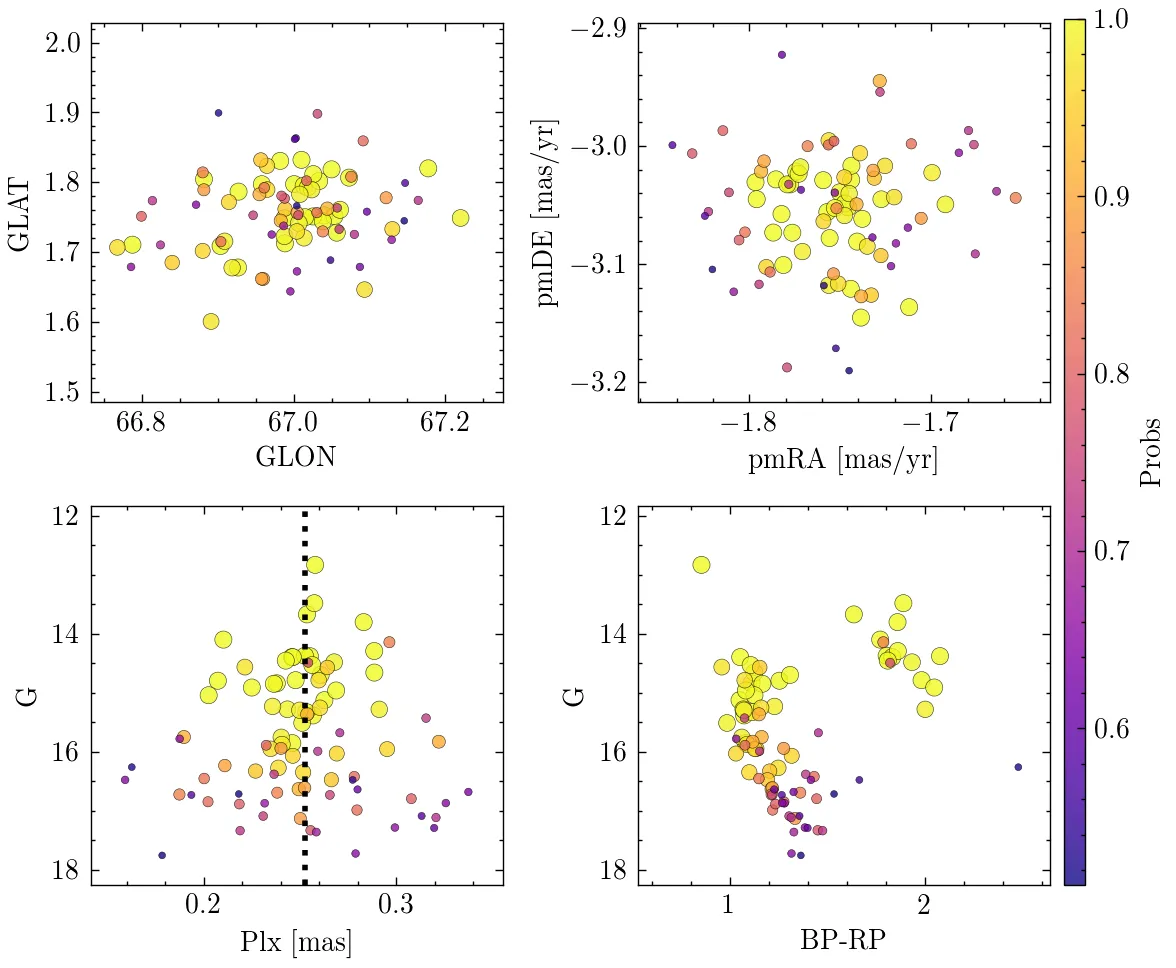 2.0
1.9
1.8
1.7
1.6
1.5
GLAT
66.8 67.0 67.2
GLON
−2.9
−3.0
−3.1
−3.2
pmDE [mas/yr]
−1.8 −1.7
pmRA [mas/yr]
12
14
16
18
G
0.2 0.3
Plx [mas]
12
14
16
18
G
1 2
BP-RP
1.0
0.9
0.8
0.7
0.6
Probs